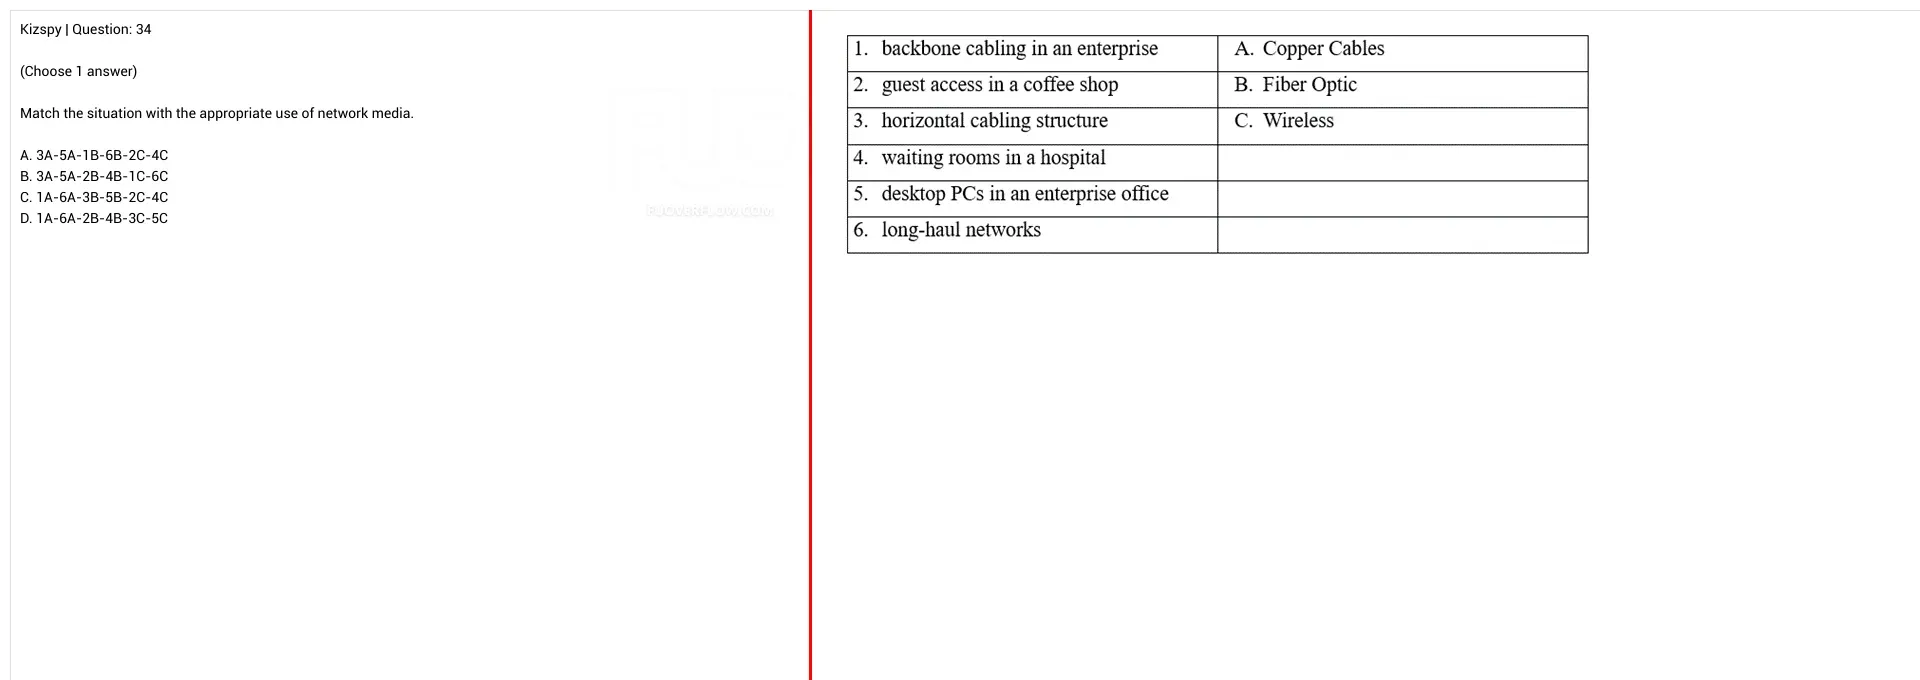 Kizspy | Question: 34
(Choose 1 answer)
Match the situation with the appropriate use of network media.
A. 3A-5A-1B-6B-2C-4C
B. 3A-5A-2B-4B-1C-6C
C. 1A-6A-3B-5B-2C-4C
D. 1A-6A-2B-4B-3C-5C
1. backbone cabling in an enterprise A. Copper Cables
2. guest access in a coffee shop B. Fiber Optic
3. horizontal cabling structure C. Wireless
4. waiting rooms in a hospital
5. desktop PCs in an enterprise office
6. long-haul networks